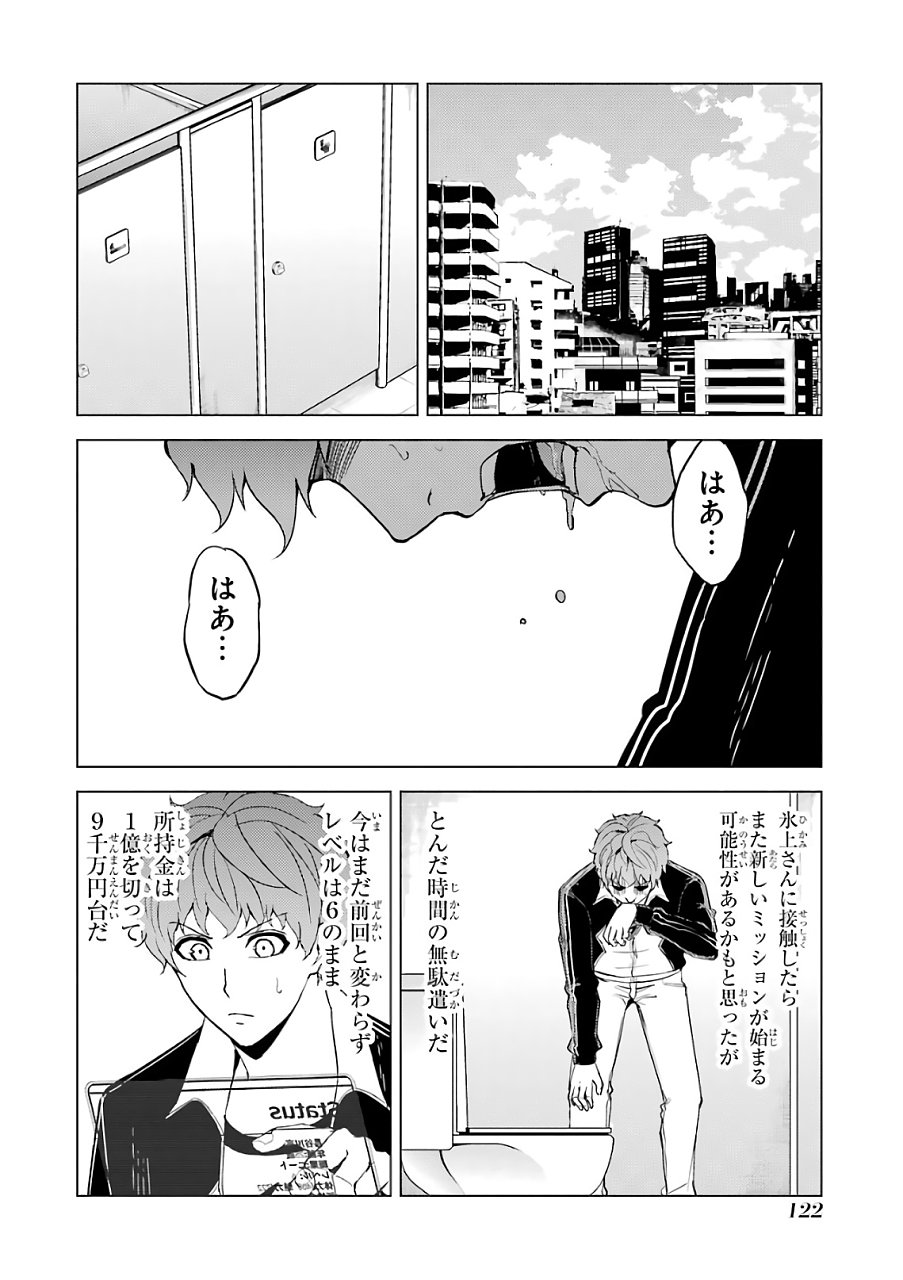 はあ…
はあ…
氷上さんに接触したら
また新しいミッションが始まる
可能性があるかもと思ったが
とんだ時間の無駄遣いだ
今はまだ前回と変わらず
レベルは6のまま
所持金は
1億を切って
9千万円台だ
Status
122